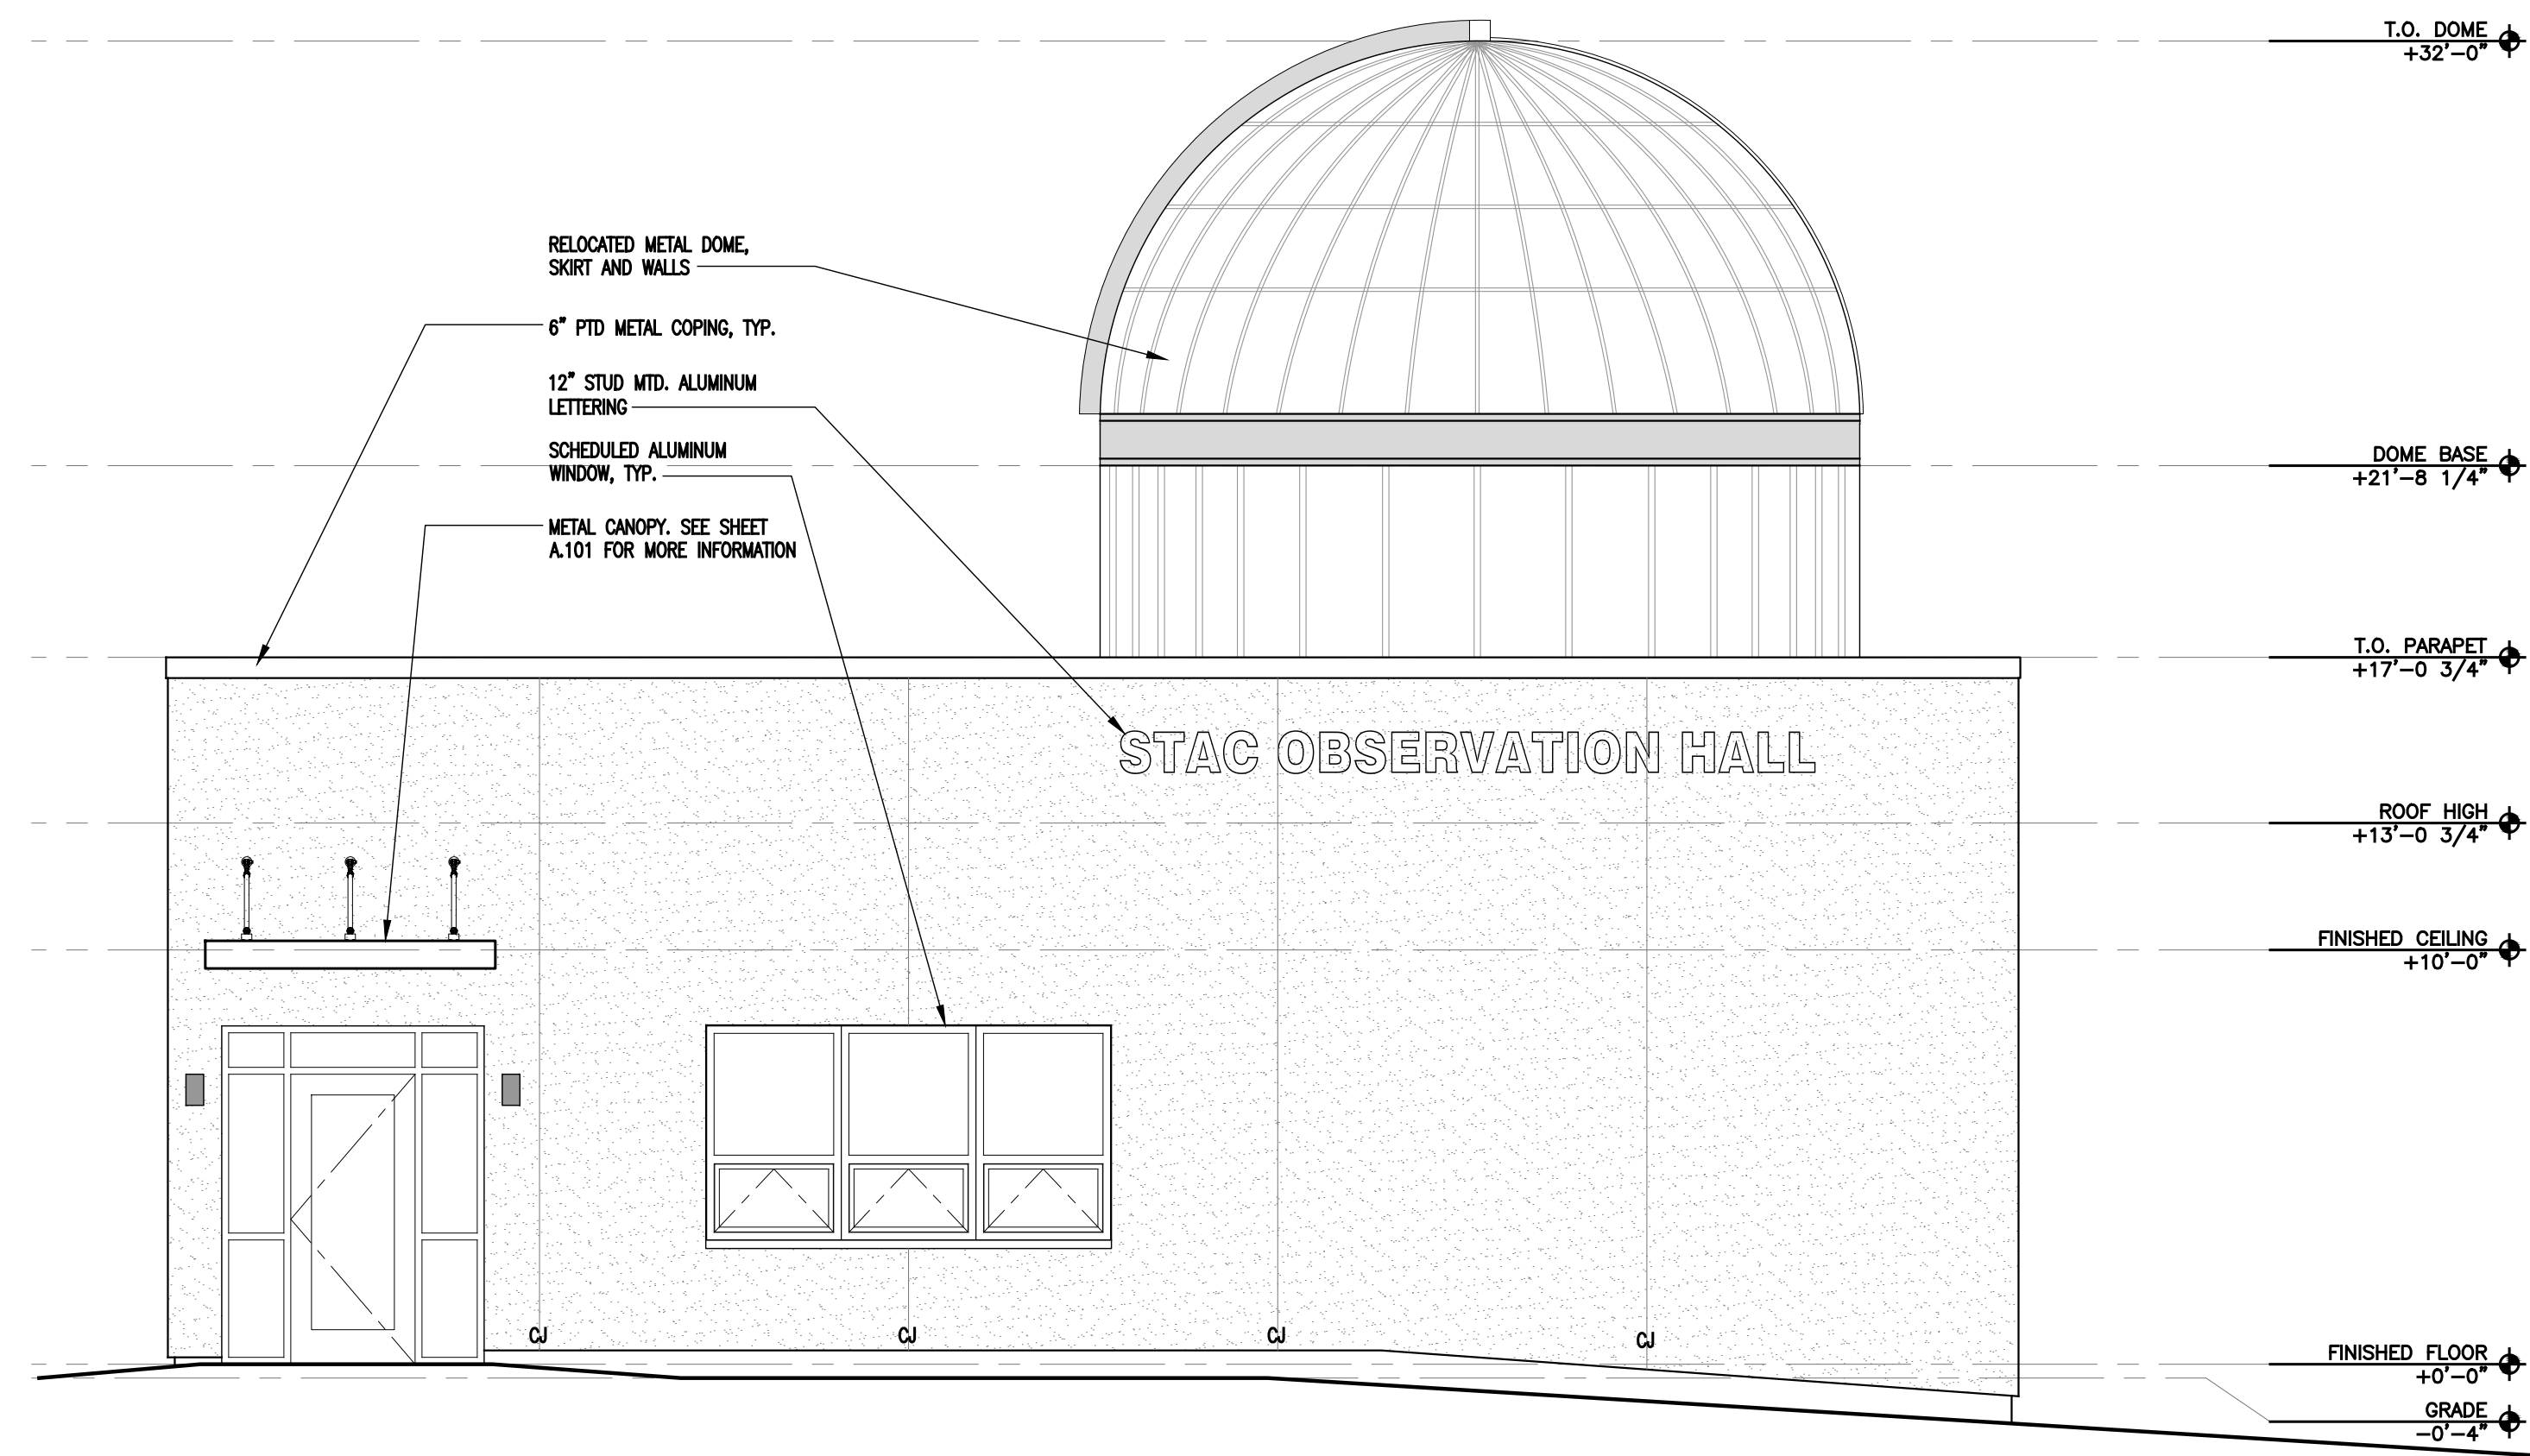 T.O. DOME
+32'-0"
RELOCATED METAL DOME,
SKIRT AND WALLS
6" PTD METAL COPING, TYP.
12" STUD MTD. ALUMINUM
LETTERING
SCHEDULED ALUMINUM
WINDOW, TYP.
METAL CANOPY. SEE SHEET
A.101 FOR MORE INFORMATION
DOME BASE
+21'-8 1/4"
T.O. PARAPET
+17'-0 3/4"
STAC OBSERVATION HALL
ROOF HIGH
+13'-0 3/4"
FINISHED CEILING
+10'-0"
CJ
CJ
CJ
CJ
FINISHED FLOOR
+0'-0"
GRADE
-0'-4"